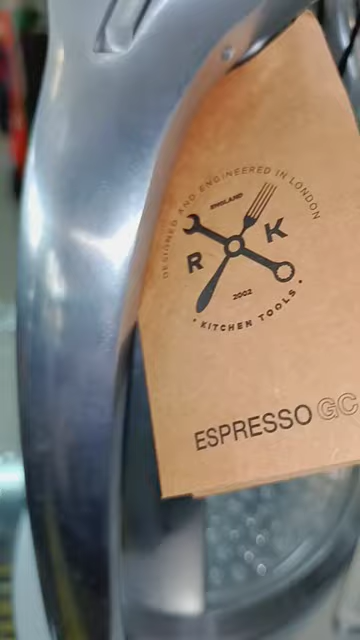 DESIGNED AND ENGINEERED IN LONDON
ENGLAND
R K
2002
• KITCHEN TOOLS •
ESPRESSO GC